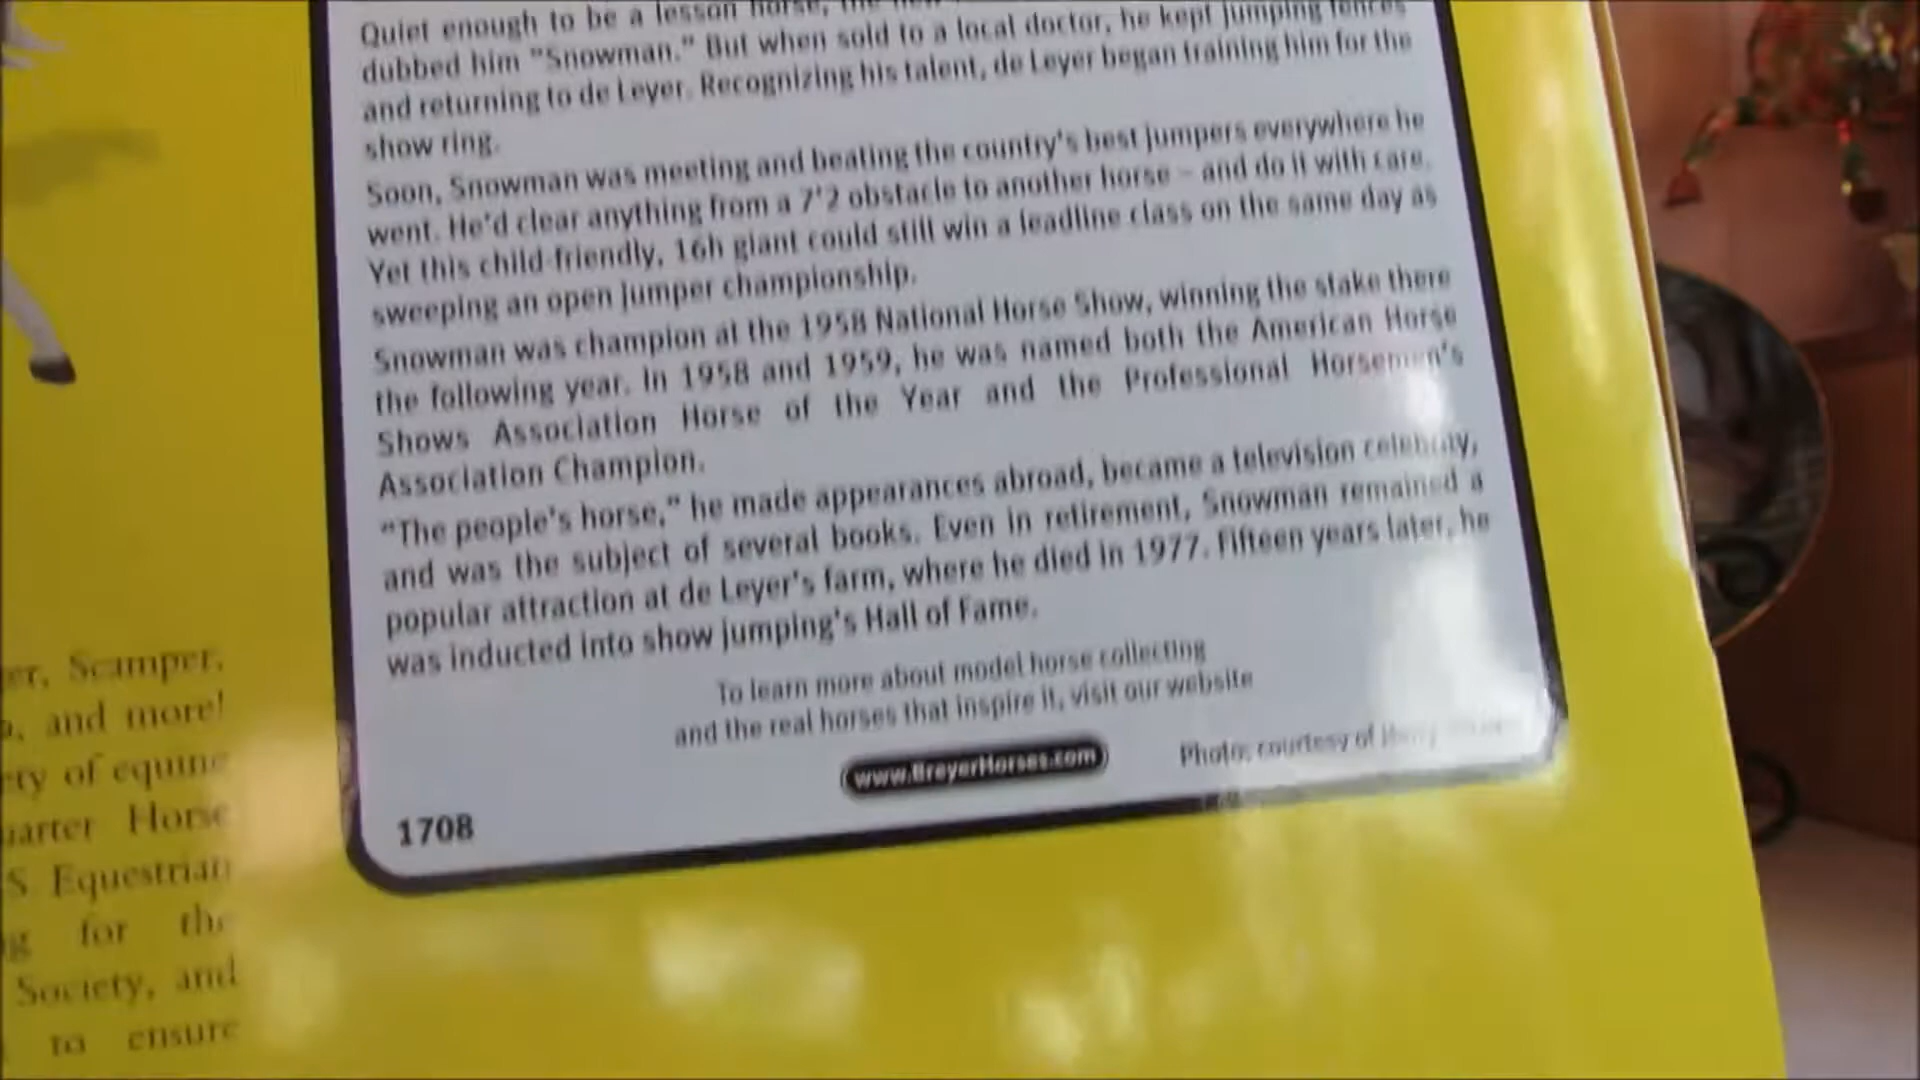 Quiet enough to be a lesson horse, the new
dubbed him "Snowman." But when sold to a local doctor, he kept jumping fences
and returning to de Leyer. Recognizing his talent, de Leyer began training him for the
show ring.
Soon, Snowman was meeting and beating the country's best jumpers everywhere he
went. He'd clear anything from a 7'2 obstacle to another horse – and do it with care.
Yet this child-friendly, 16h giant could still win a leadline class on the same day as
sweeping an open jumper championship.
Snowman was champion at the 1958 National Horse Show, winning the stake there
the following year. In 1958 and 1959, he was named both the American Horse
Shows Association Horse of the Year and the Professional Horsemen's
Association Champion.
"The people's horse," he made appearances abroad, became a television celebrity,
and was the subject of several books. Even in retirement, Snowman remained a
popular attraction at de Leyer's farm, where he died in 1977. Fifteen years later, he
was inducted into show jumping's Hall of Fame.
To learn more about model horse collecting
and the real horses that inspire it, visit our website
www.BreyerHorses.com
Photo: courtesy of
1708
er, Scamper,
, and more!
ety of equine
uarter Horse
S. Equestrian
g for the
Society, and
to ensure